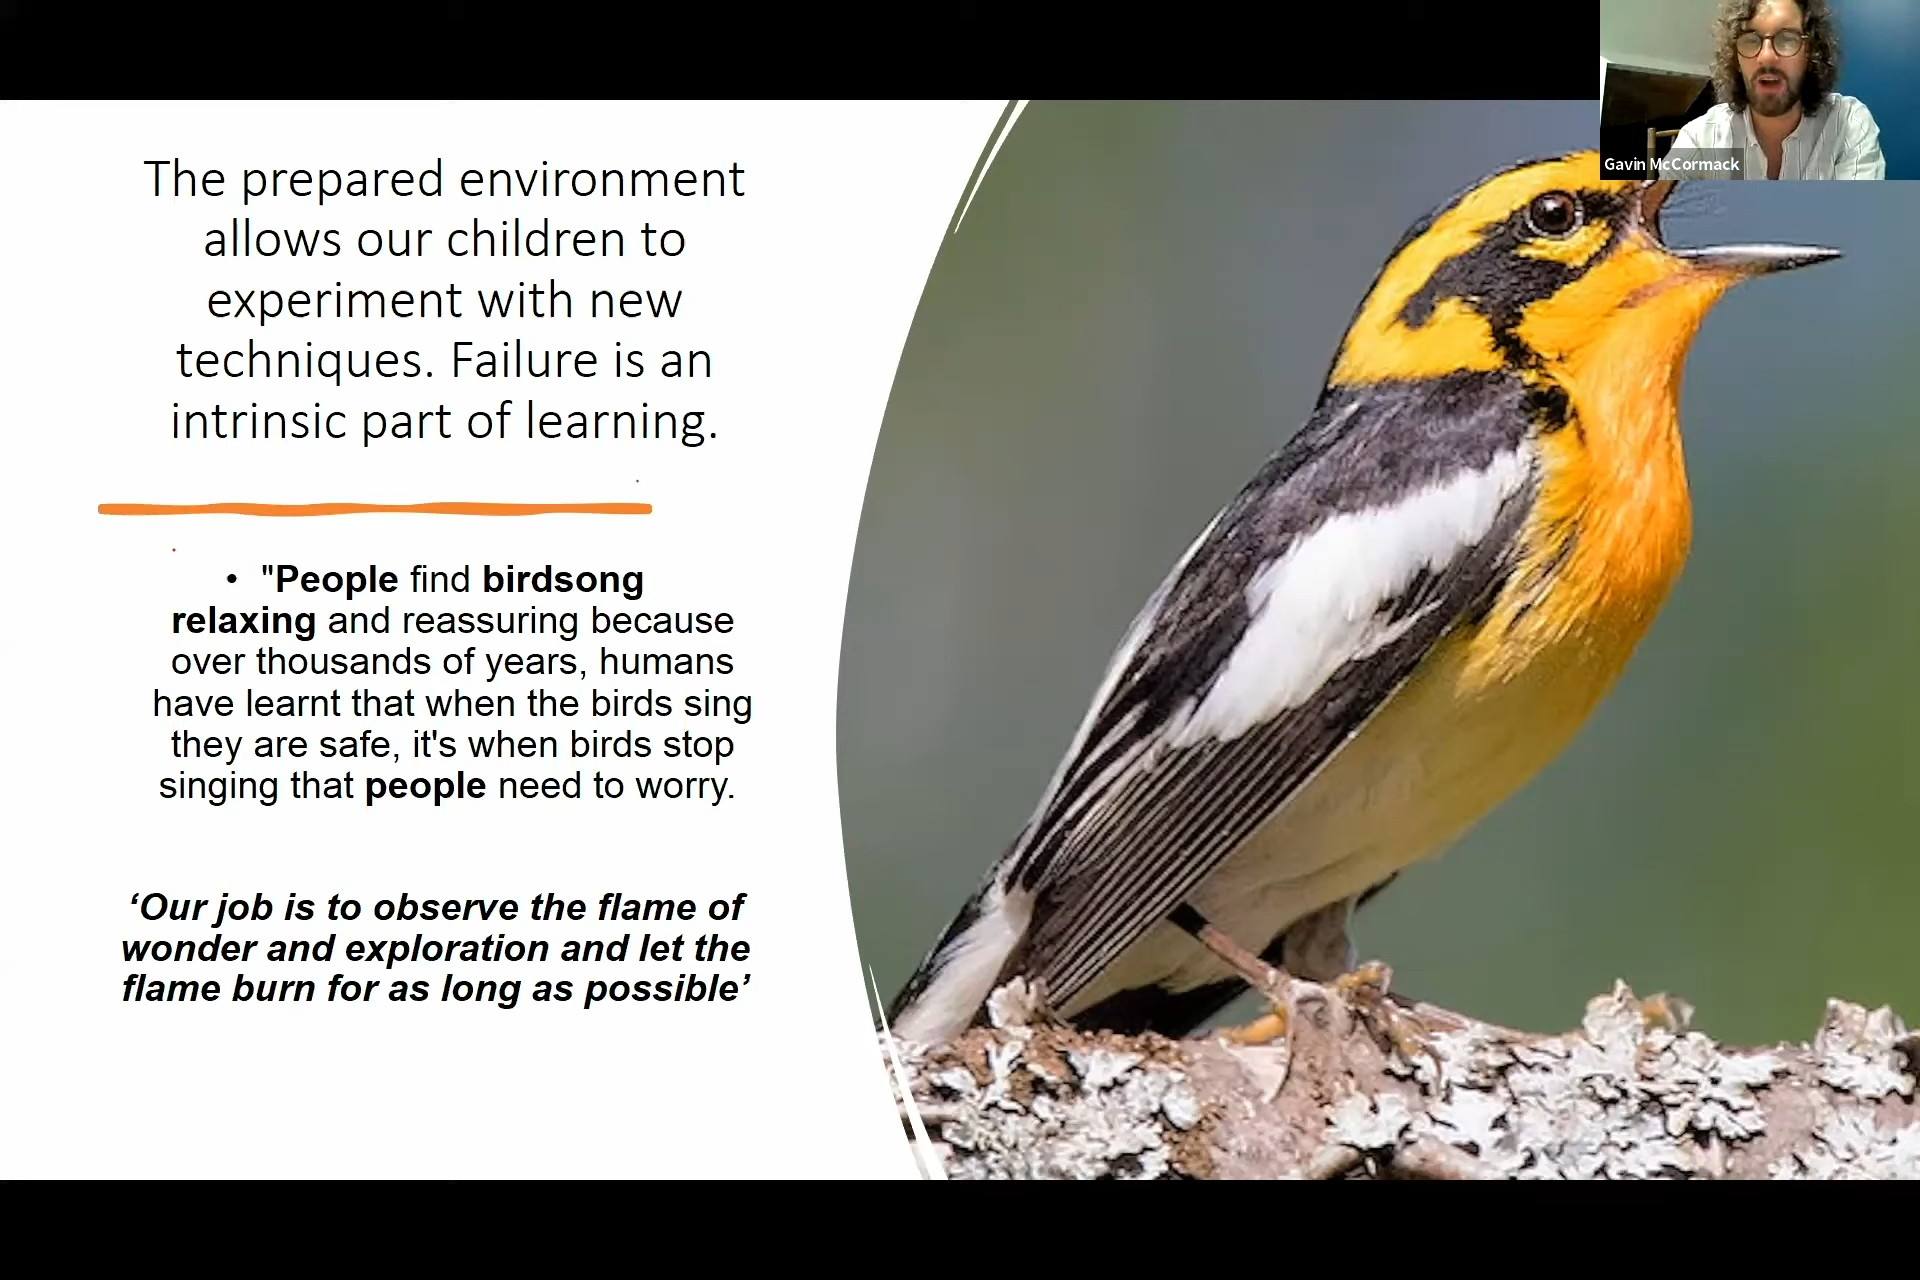 Gavin McCormack
The prepared environment
allows our children to
experiment with new
techniques. Failure is an
intrinsic part of learning.
• "People find birdsong
relaxing and reassuring because
over thousands of years, humans
have learnt that when the birds sing
they are safe, it's when birds stop
singing that people need to worry.
‘Our job is to observe the flame of
wonder and exploration and let the
flame burn for as long as possible’